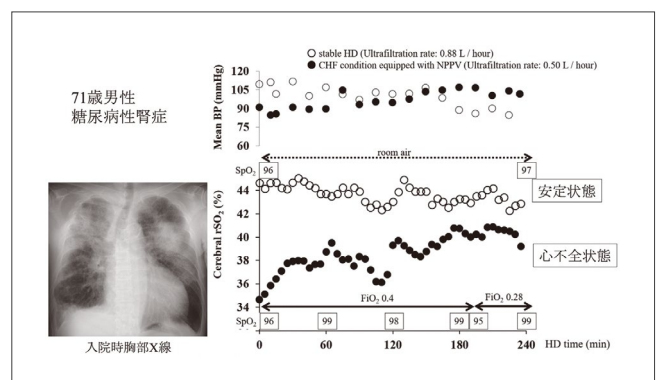 ○ stable HD (Ultrafiltration rate: 0.88 L / hour)
● CHF condition equipped with NPPV (Ultrafiltration rate: 0.50 L / hour)
71歳男性
糖尿病性腎症
Mean BP (mmHg)
120
105
90
75
60
room air
SpO2
96
97
Cerebral rSO2 (%)
44
42
40
38
36
34
32
安定状態
心不全状態
FiO2 0.4
FiO2 0.28
SpO2
96
99
98
99
95
99
0
60
120
180
240
HD time (min)
入院時胸部X線